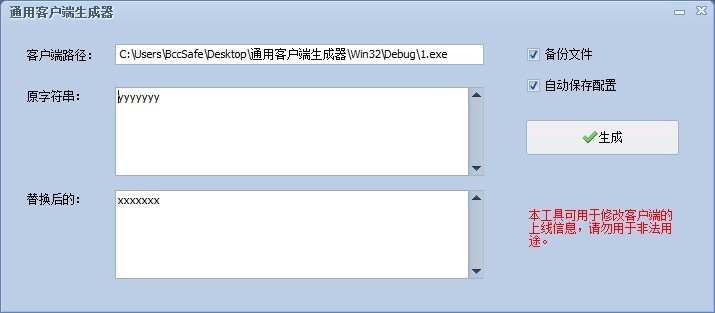 通用客户端生成器
客户端路径： C:\Users\BccSafe\Desktop\通用客户端生成器\Win32\Debug\1.exe
备份文件
原字符串： yyyyyyy
自动保存配置
生成
替换后的： xxxxxxx
本工具可用于修改客户端的
上线信息，请勿用于非法用
途。